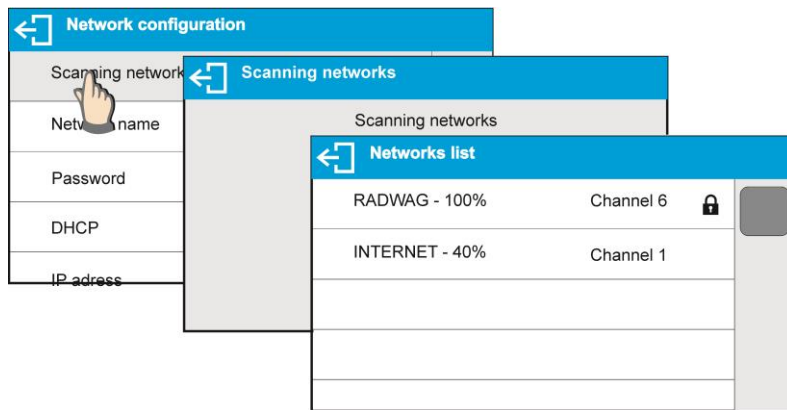 Network configuration
Scanning network
Network name
Password
DHCP
IP adress
Scanning networks
Scanning networks
Networks list
RADWAG - 100% Channel 6
INTERNET - 40% Channel 1